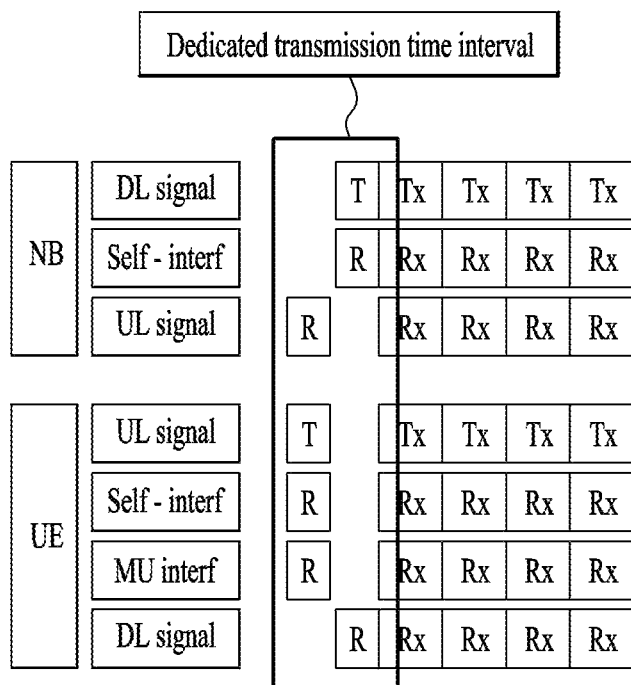 Dedicated transmission time interval
NB
DL signal T Tx Tx Tx Tx
Self - interf R Rx Rx Rx Rx
UL signal R Rx Rx Rx Rx
UE
UL signal T Tx Tx Tx Tx
Self - interf R Rx Rx Rx Rx
MU interf R Rx Rx Rx Rx
DL signal R Rx Rx Rx Rx